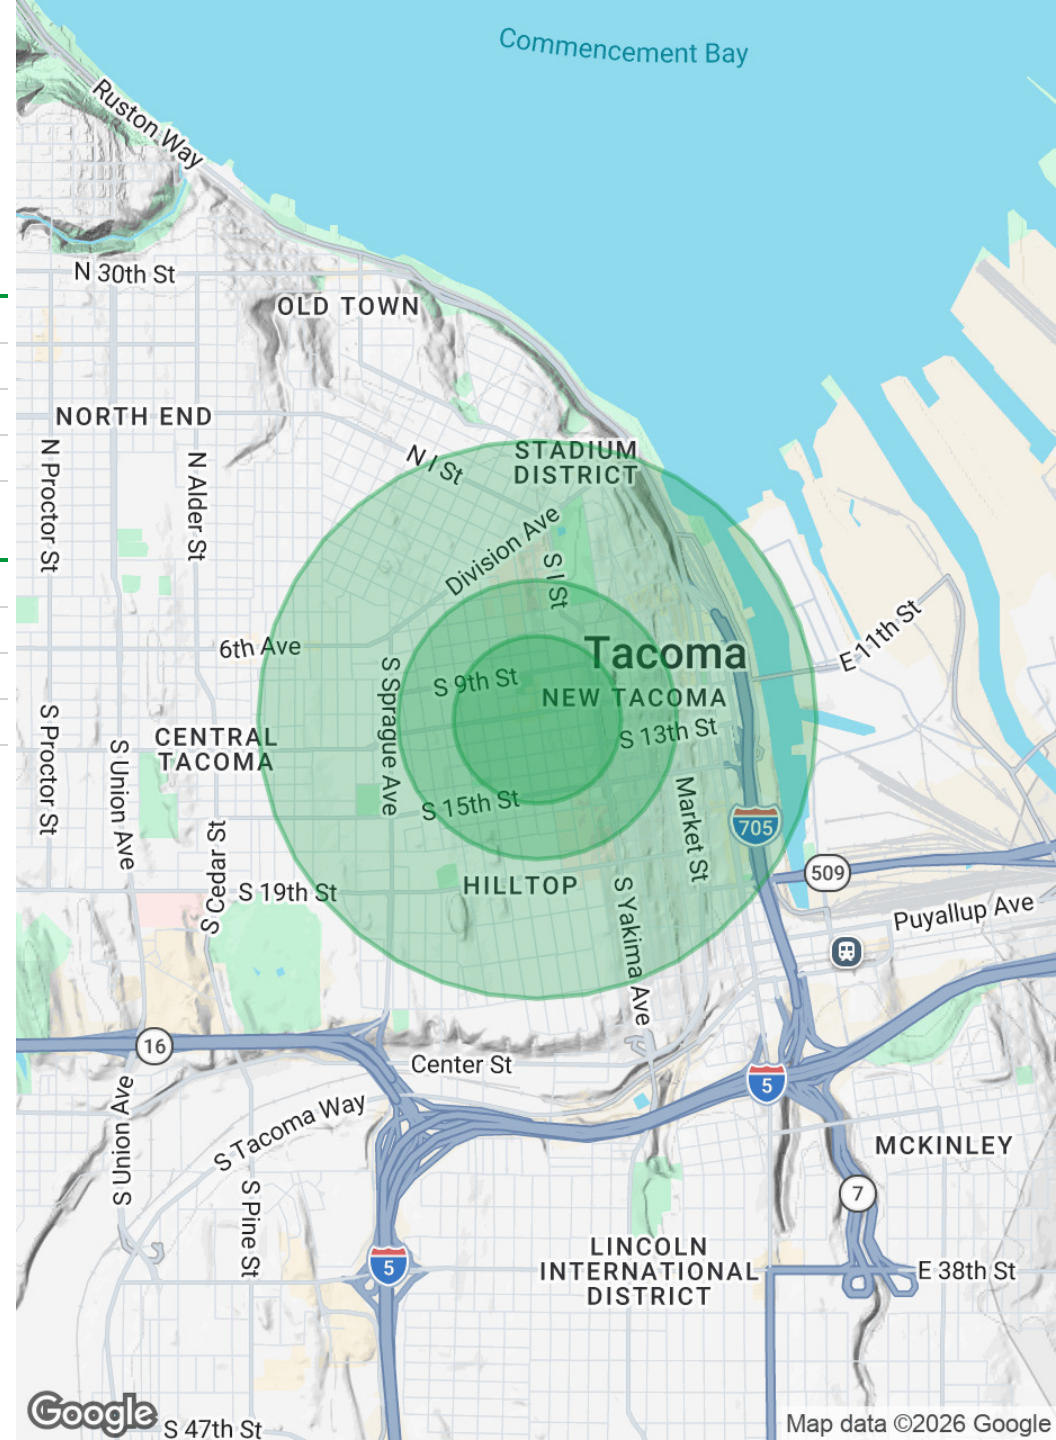 Commencement Bay
Ruston Way
N 30th St
OLD TOWN
NORTH END
N Proctor St
N Alder St
N I St
STADIUM
DISTRICT
Division Ave
S I St
6th Ave
E 11th St
Tacoma
S Sprague Ave
S 9th St
NEW TACOMA
S 13th St
S Proctor St
S Union Ave
CENTRAL
TACOMA
S 15th St
Market St
705
S Cedar St
S 19th St
HILLTOP
S Yakima Ave
509
Puyallup Ave
16
Center St
5
S Union Ave
S Tacoma Way
MCKINLEY
S Pine St
7
LINCOLN
INTERNATIONAL
DISTRICT
5
E 38th St
Google
S 47th St
Map data ©2026 Google